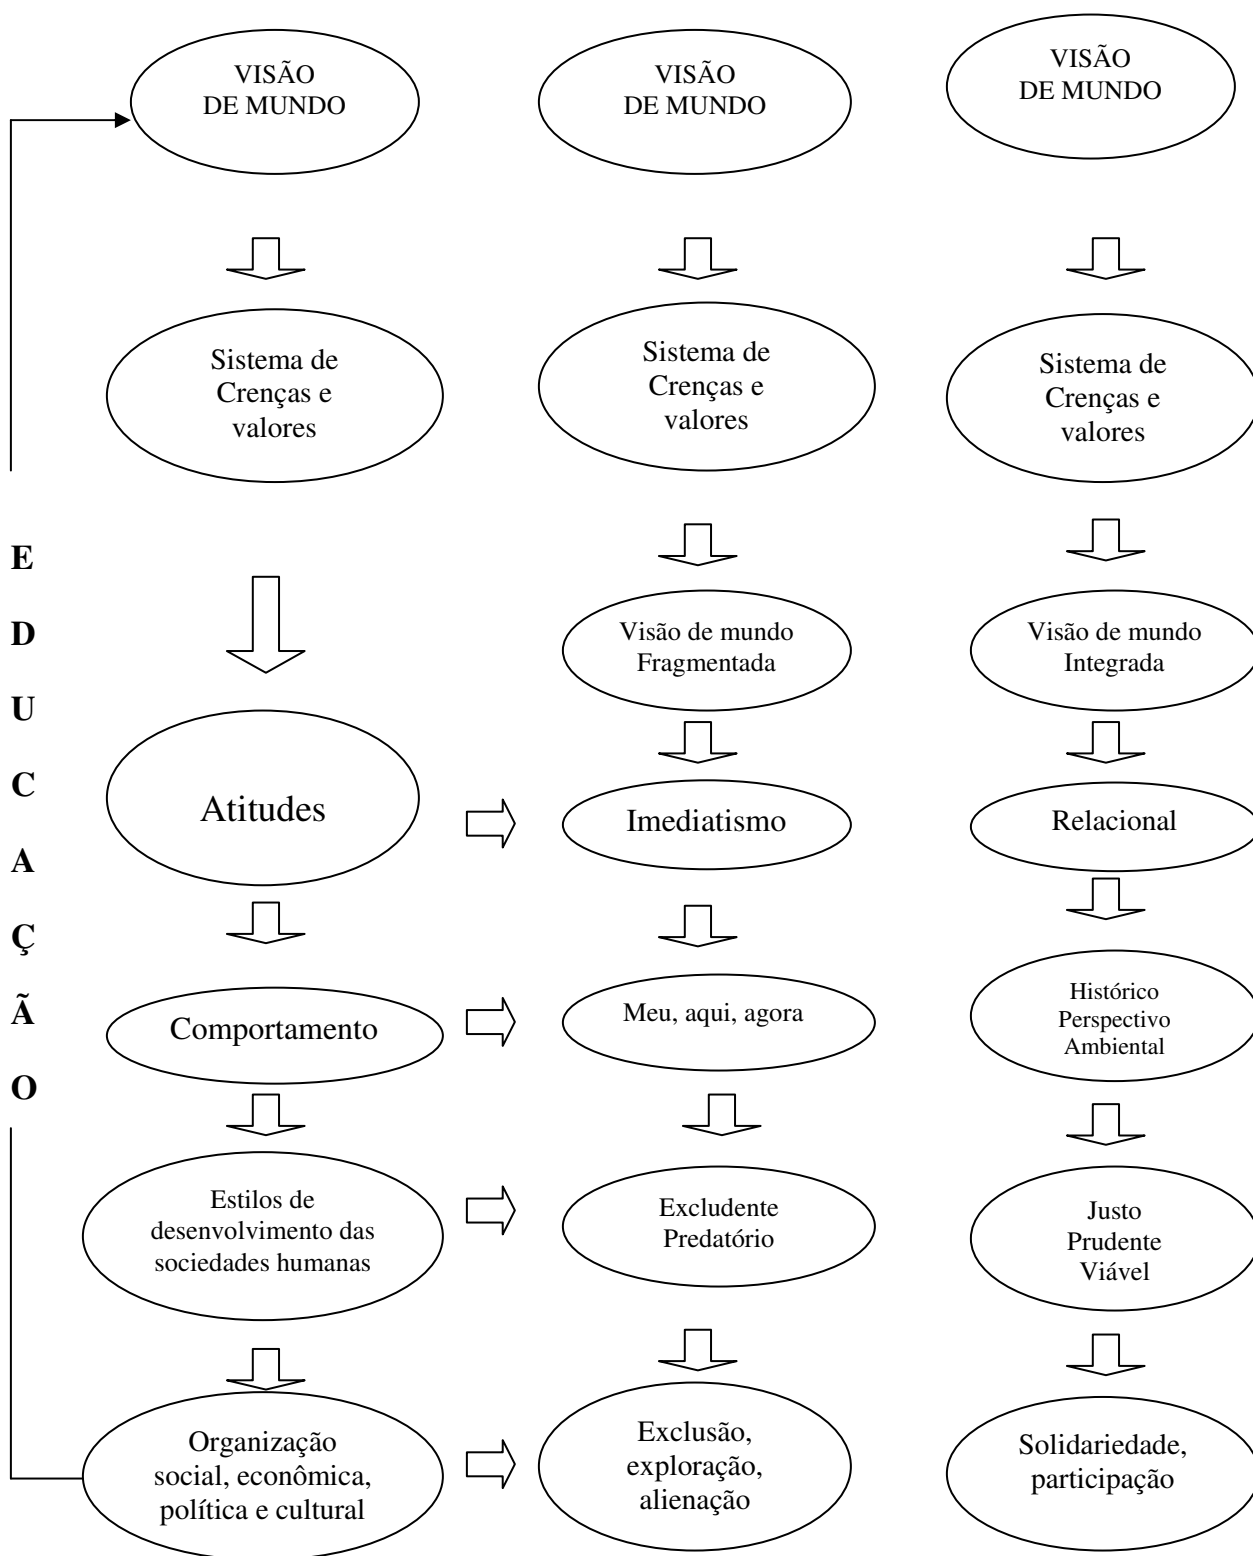 VISÃO
DE MUNDO
VISÃO
DE MUNDO
VISÃO
DE MUNDO
Sistema de
Crenças e
valores
Sistema de
Crenças e
valores
Sistema de
Crenças e
valores
E
D
U
C
A
Ç
Ã
O
Visão de mundo
Fragmentada
Visão de mundo
Integrada
Atitudes
Imediatismo
Relacional
Comportamento
Meu, aqui, agora
Histórico
Perspectivo
Ambiental
Estilos de
desenvolvimento das
sociedades humanas
Excludente
Predatório
Justo
Prudente
Viável
Organização
social, econômica,
política e cultural
Exclusão,
exploração,
alienação
Solidariedade,
participação